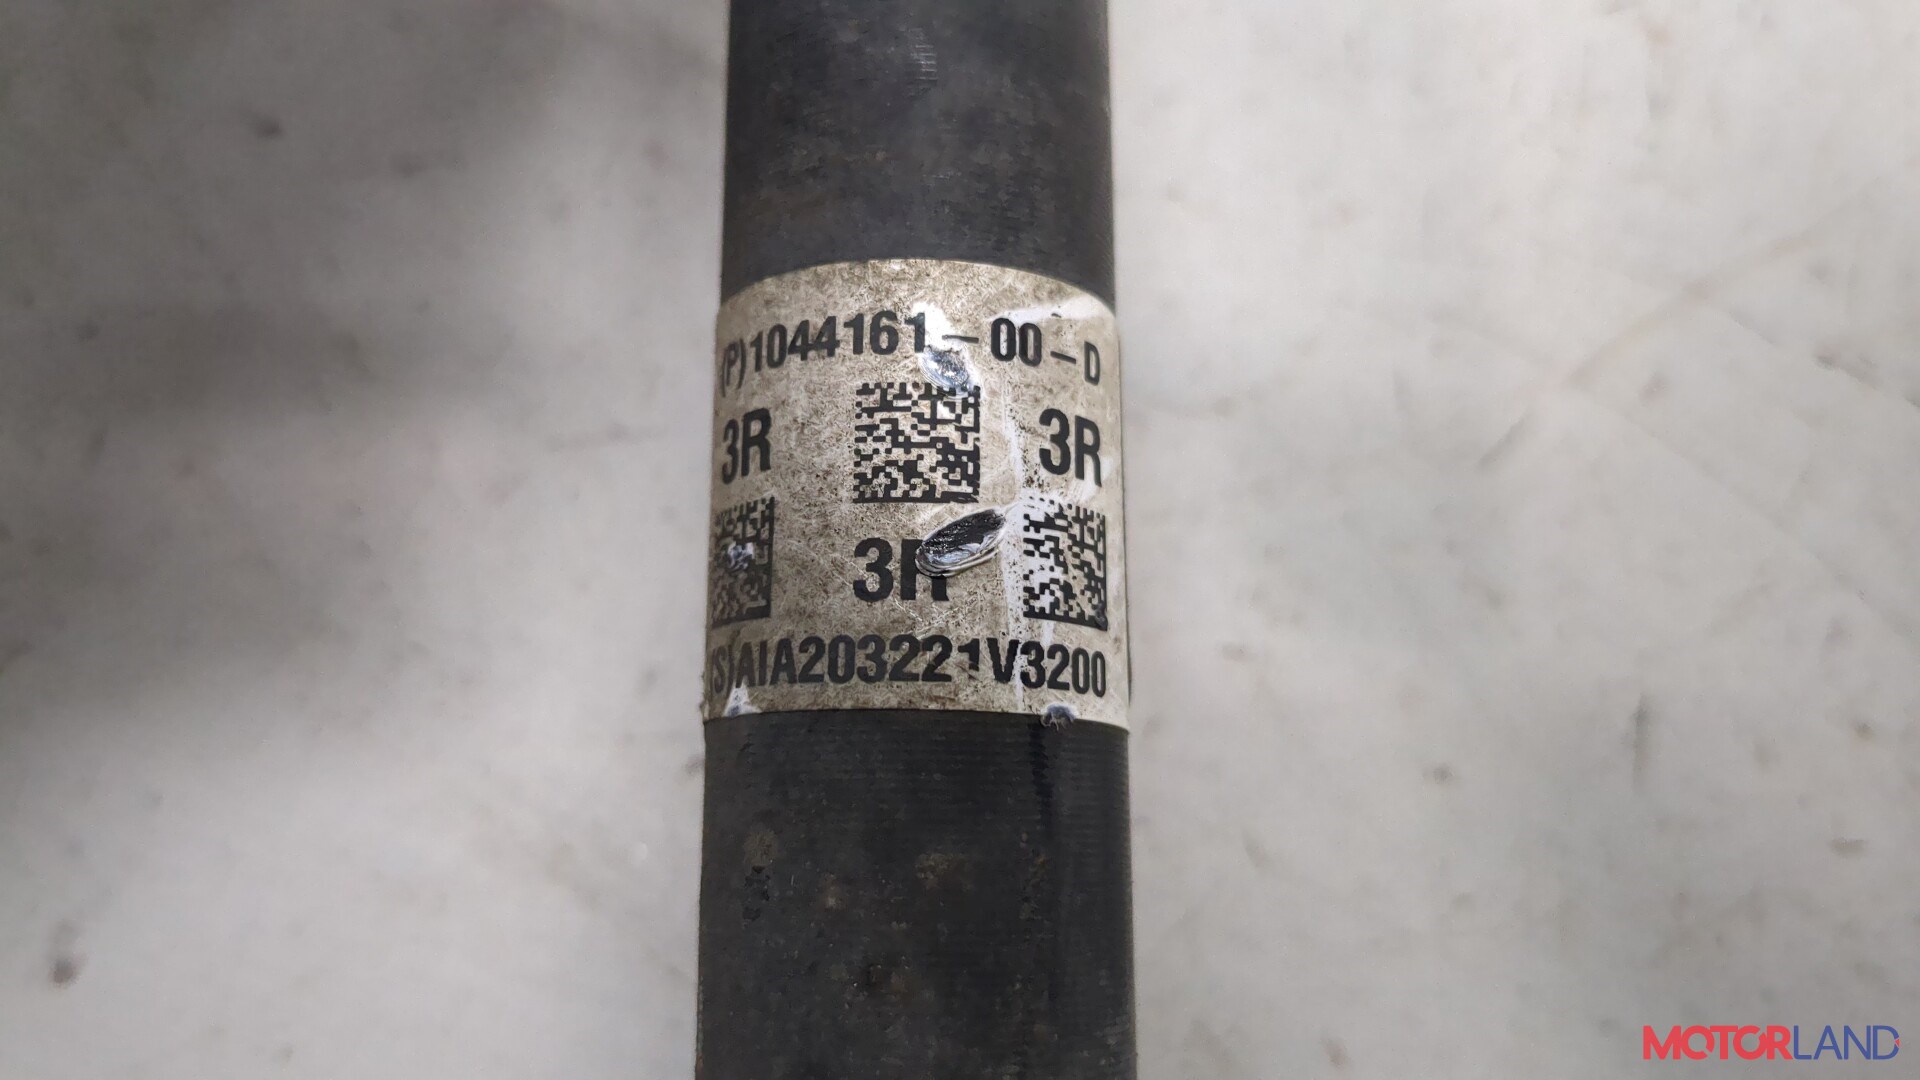 (P)1044161-00-D
3R 3R
3R
(S)AIA203221V3200
MOTORLAND